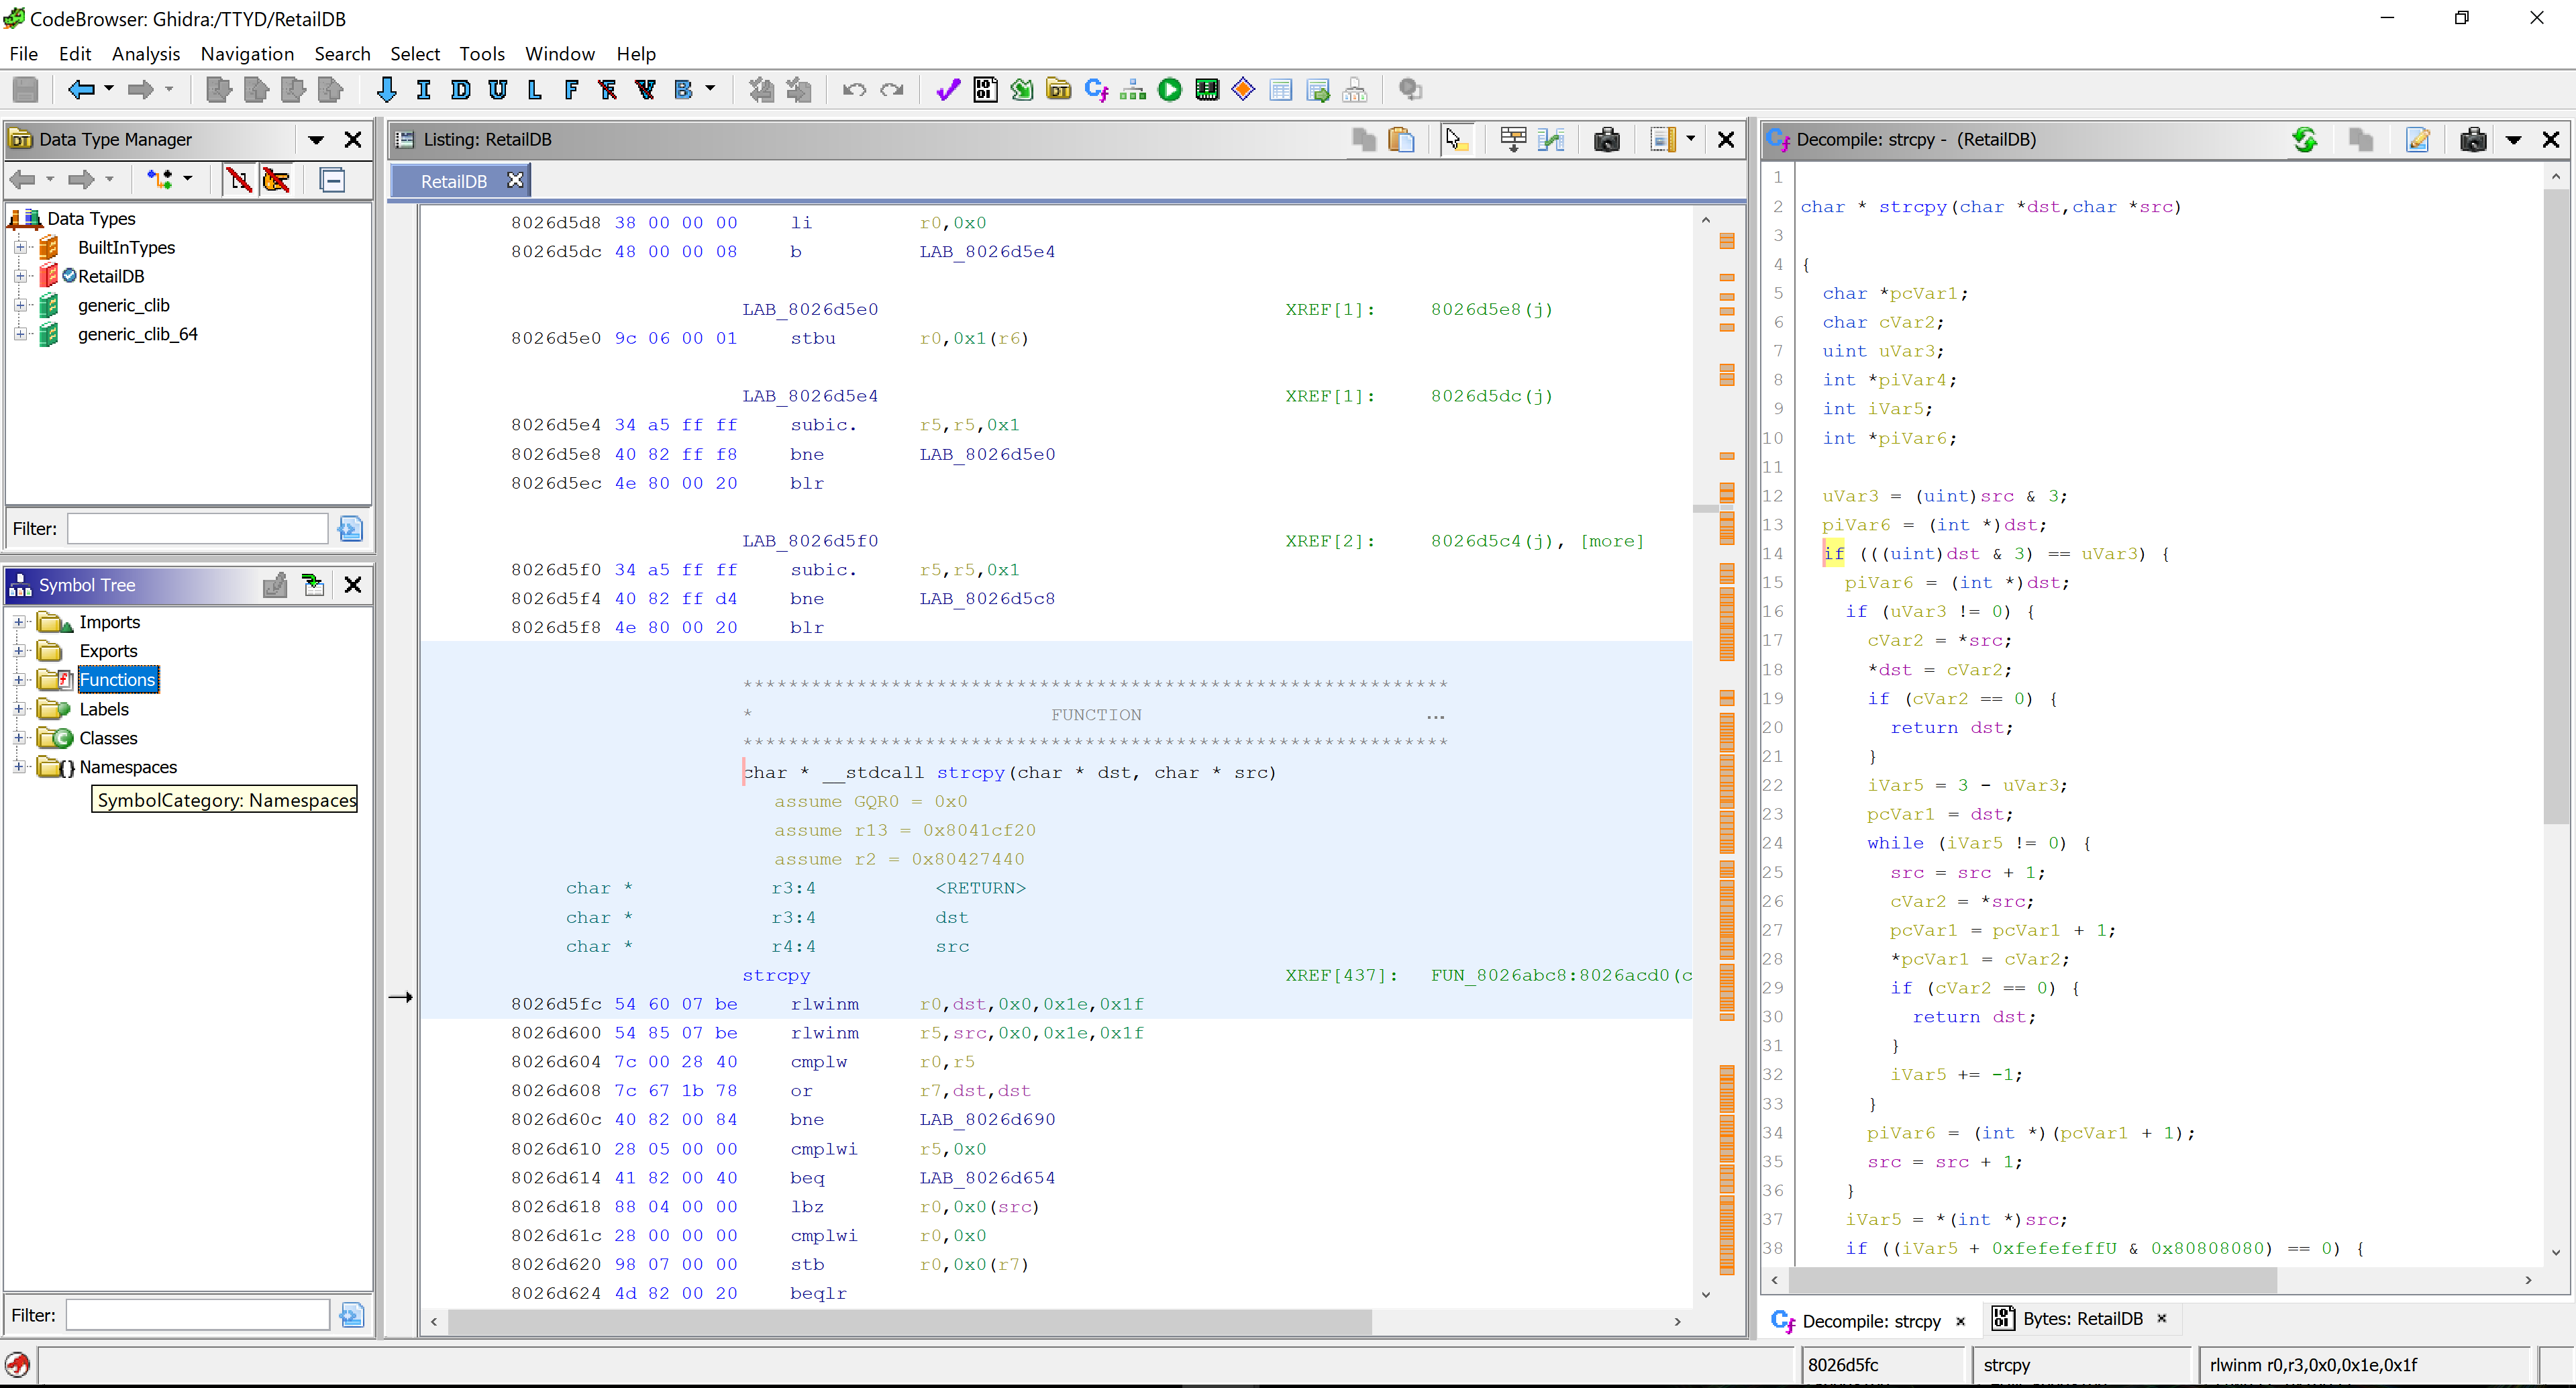 CodeBrowser: Ghidra:/TTYD/RetailDB
File Edit Analysis Navigation Search Select Tools Window Help
I D U L F F V B
Data Type Manager
Data Types
BuiltInTypes
RetailDB
generic_clib
generic_clib_64
Filter:
Symbol Tree
Imports
Exports
Functions
Labels
Classes
Namespaces
SymbolCategory: Namespaces
Filter:
Listing: RetailDB
RetailDB
8026d5d8 38 00 00 00 li r0,0x0
8026d5dc 48 00 00 08 b LAB_8026d5e4
LAB_8026d5e0 XREF[1]: 8026d5e8(j)
8026d5e0 9c 06 00 01 stbu r0,0x1(r6)
LAB_8026d5e4 XREF[1]: 8026d5dc(j)
8026d5e4 34 a5 ff ff subic. r5,r5,0x1
8026d5e8 40 82 ff f8 bne LAB_8026d5e0
8026d5ec 4e 80 00 20 blr
LAB_8026d5f0 XREF[2]: 8026d5c4(j), [more]
8026d5f0 34 a5 ff ff subic. r5,r5,0x1
8026d5f4 40 82 ff d4 bne LAB_8026d5c8
8026d5f8 4e 80 00 20 blr
**************************************************************
* FUNCTION ...
**************************************************************
char * __stdcall strcpy(char * dst, char * src)
assume GQR0 = 0x0
assume r13 = 0x8041cf20
assume r2 = 0x80427440
char * r3:4 <RETURN>
char * r3:4 dst
char * r4:4 src
strcpy XREF[437]: FUN_8026abc8:8026acd0(c
8026d5fc 54 60 07 be rlwinm r0,dst,0x0,0x1e,0x1f
8026d600 54 85 07 be rlwinm r5,src,0x0,0x1e,0x1f
8026d604 7c 00 28 40 cmplw r0,r5
8026d608 7c 67 1b 78 or r7,dst,dst
8026d60c 40 82 00 84 bne LAB_8026d690
8026d610 28 05 00 00 cmplwi r5,0x0
8026d614 41 82 00 40 beq LAB_8026d654
8026d618 88 04 00 00 lbz r0,0x0(src)
8026d61c 28 00 00 00 cmplwi r0,0x0
8026d620 98 07 00 00 stb r0,0x0(r7)
8026d624 4d 82 00 20 beqlr
Decompile: strcpy - (RetailDB)
1
2 char * strcpy(char *dst,char *src)
3
4 {
5 char *pcVar1;
6 char cVar2;
7 uint uVar3;
8 int *piVar4;
9 int iVar5;
10 int *piVar6;
11
12 uVar3 = (uint)src & 3;
13 piVar6 = (int *)dst;
14 if (((uint)dst & 3) == uVar3) {
15 piVar6 = (int *)dst;
16 if (uVar3 != 0) {
17 cVar2 = *src;
18 *dst = cVar2;
19 if (cVar2 == 0) {
20 return dst;
21 }
22 iVar5 = 3 - uVar3;
23 pcVar1 = dst;
24 while (iVar5 != 0) {
25 src = src + 1;
26 cVar2 = *src;
27 pcVar1 = pcVar1 + 1;
28 *pcVar1 = cVar2;
29 if (cVar2 == 0) {
30 return dst;
31 }
32 iVar5 += -1;
33 }
34 piVar6 = (int *)(pcVar1 + 1);
35 src = src + 1;
36 }
37 iVar5 = *(int *)src;
38 if ((iVar5 + 0xfefefeffU & 0x80808080) == 0) {
Decompile: strcpy
Bytes: RetailDB
8026d5fc
strcpy
rlwinm r0,r3,0x0,0x1e,0x1f